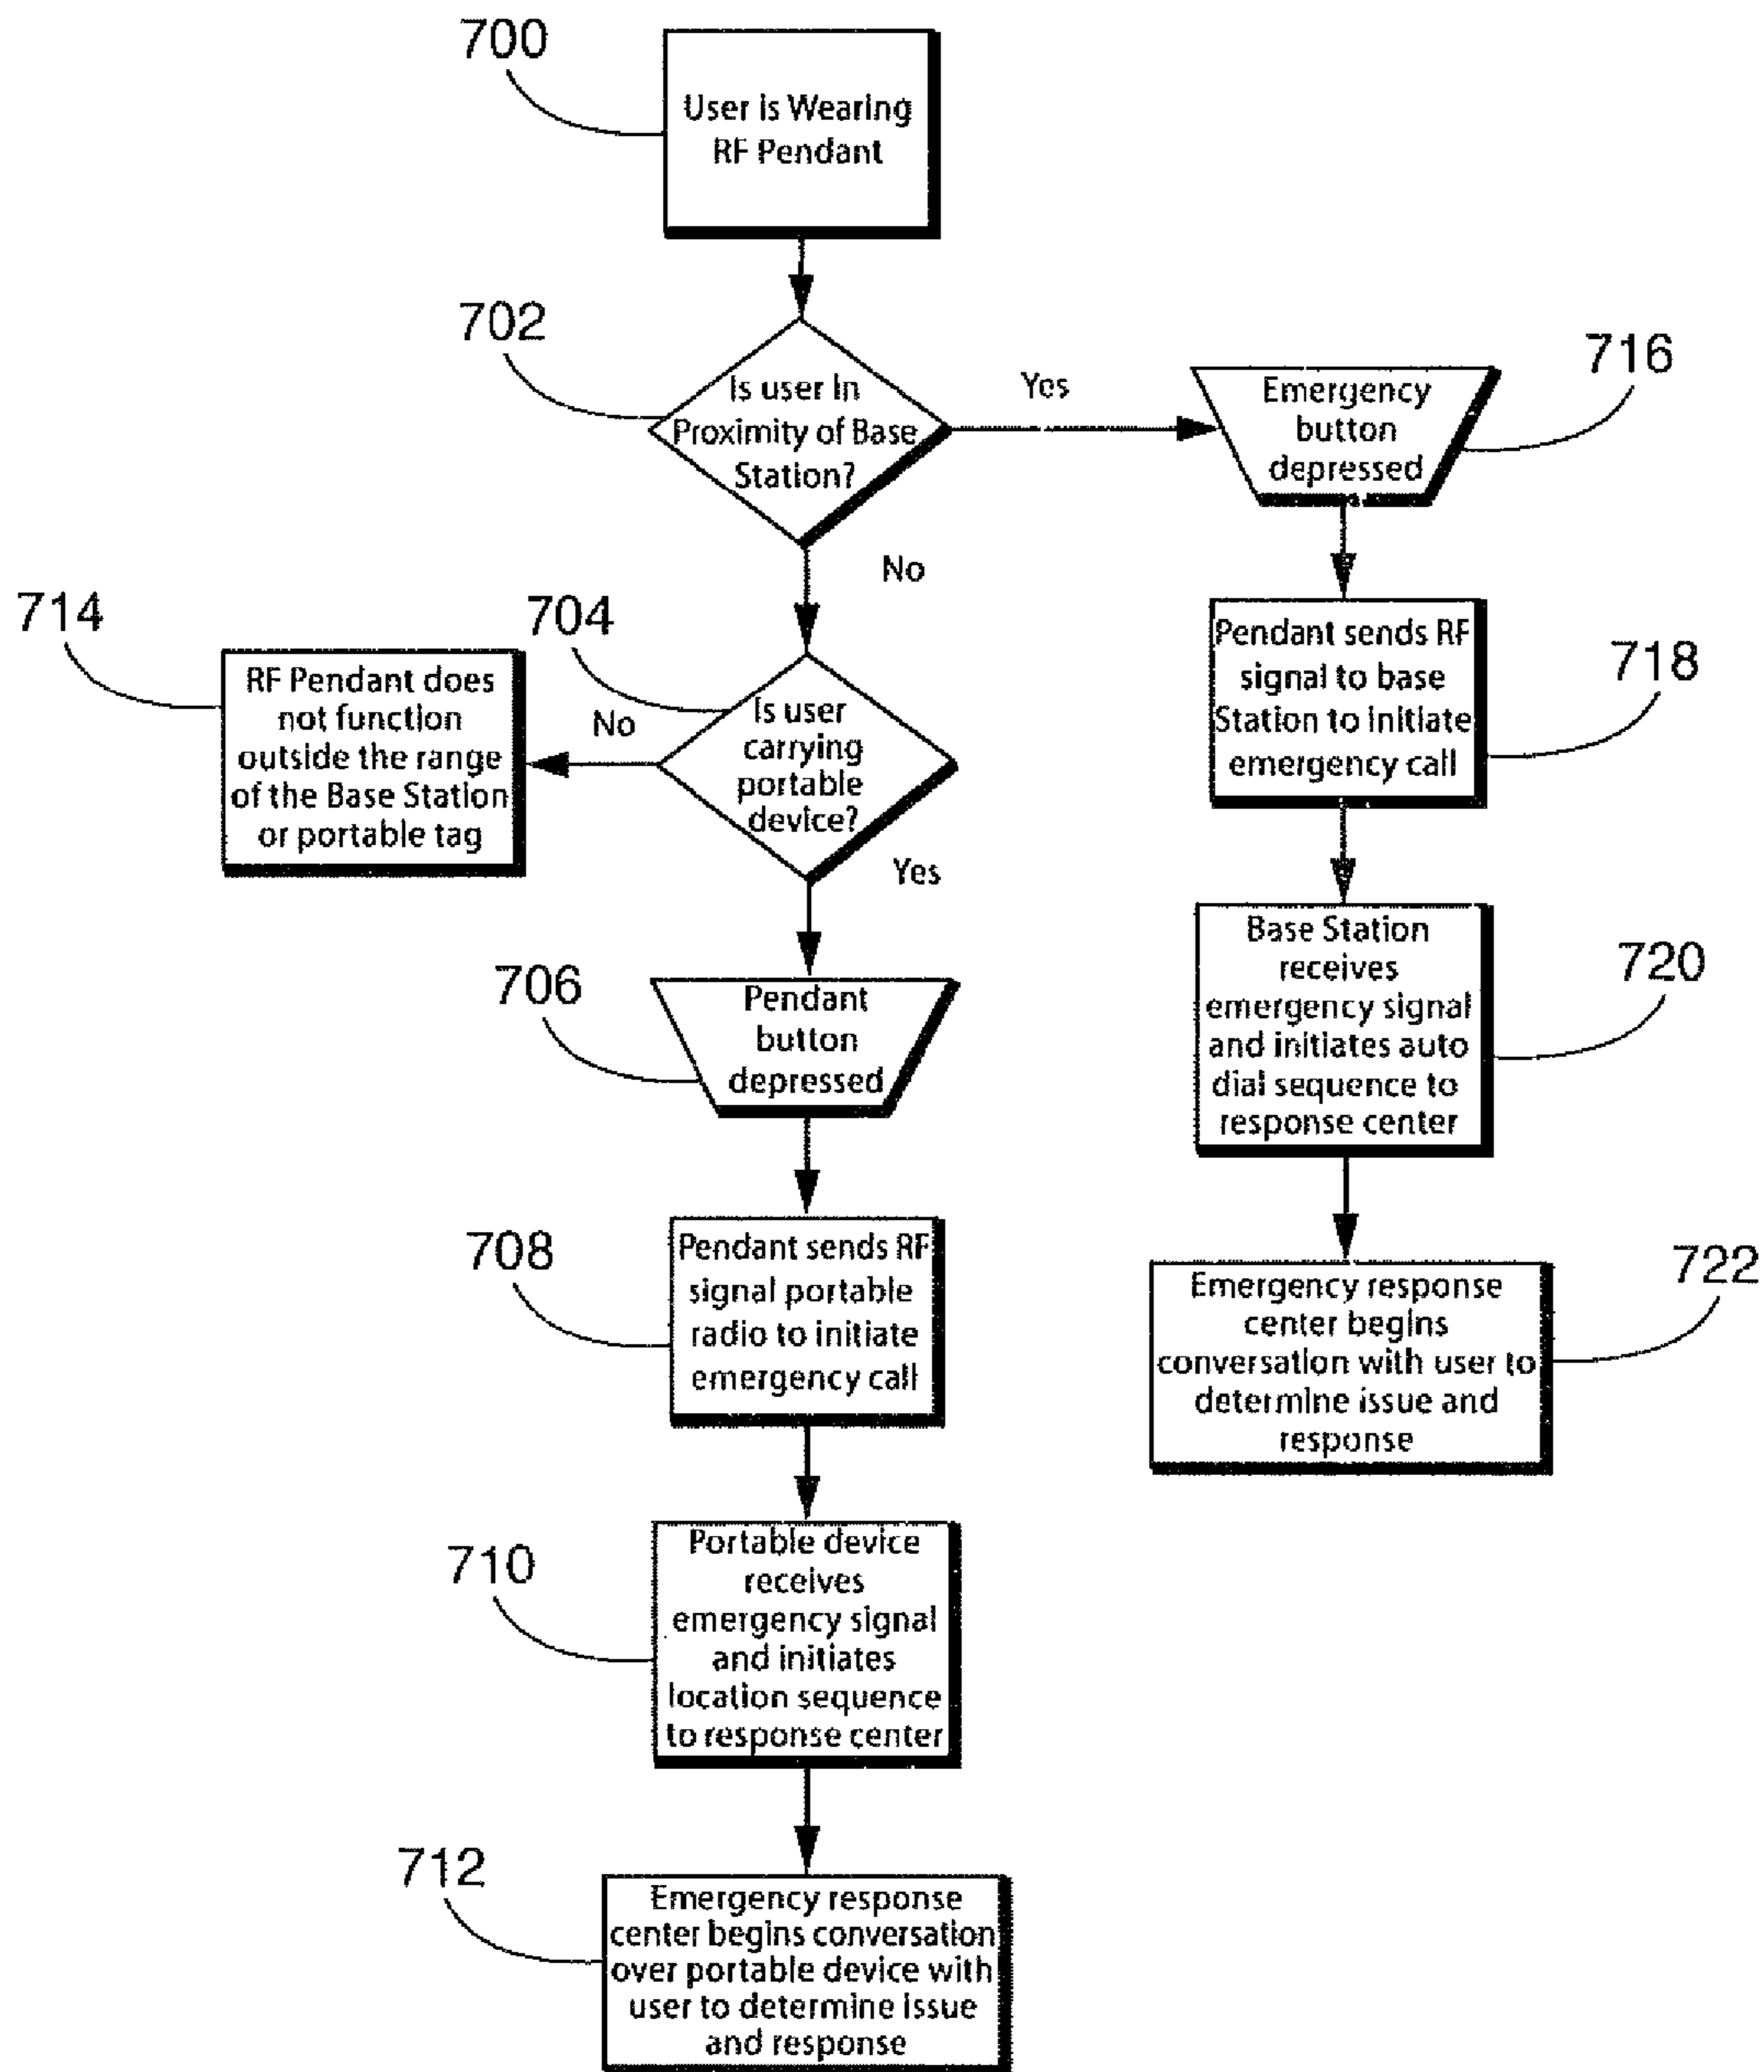 700
User is Wearing
RF Pendant
702
Is user in
Proximity of Base
Station?
Yes
No
716
Emergency
button
depressed
714
RF Pendant does
not function
outside the range
of the Base Station
or portable tag
704
No
Is user
carrying
portable
device?
Yes
718
Pendant sends RF
signal to base
Station to initiate
emergency call
706
Pendant
button
depressed
720
Base Station
receives
emergency signal
and initiates auto
dial sequence to
response center
708
Pendant sends RF
signal portable
radio to initiate
emergency call
722
Emergency response
center begins
conversation with user to
determine issue and
response
710
Portable device
receives
emergency signal
and initiates
location sequence
to response center
712
Emergency response
center begins conversation
over portable device with
user to determine issue
and response